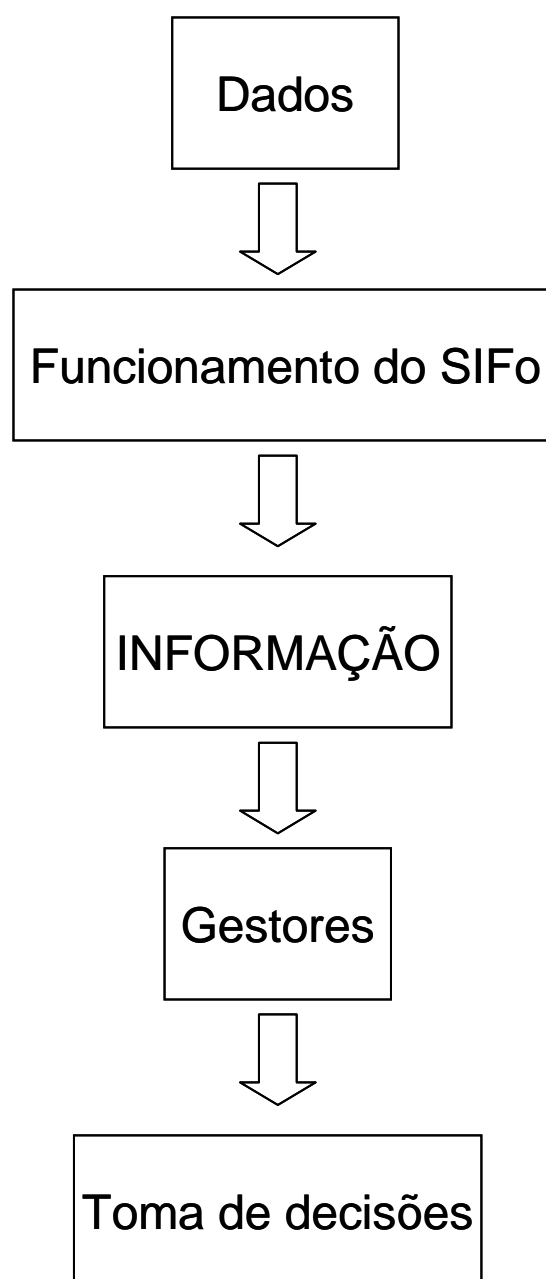 Dados
Funcionamento do SIFo
INFORMAÇÃO
Gestores
Toma de decisões